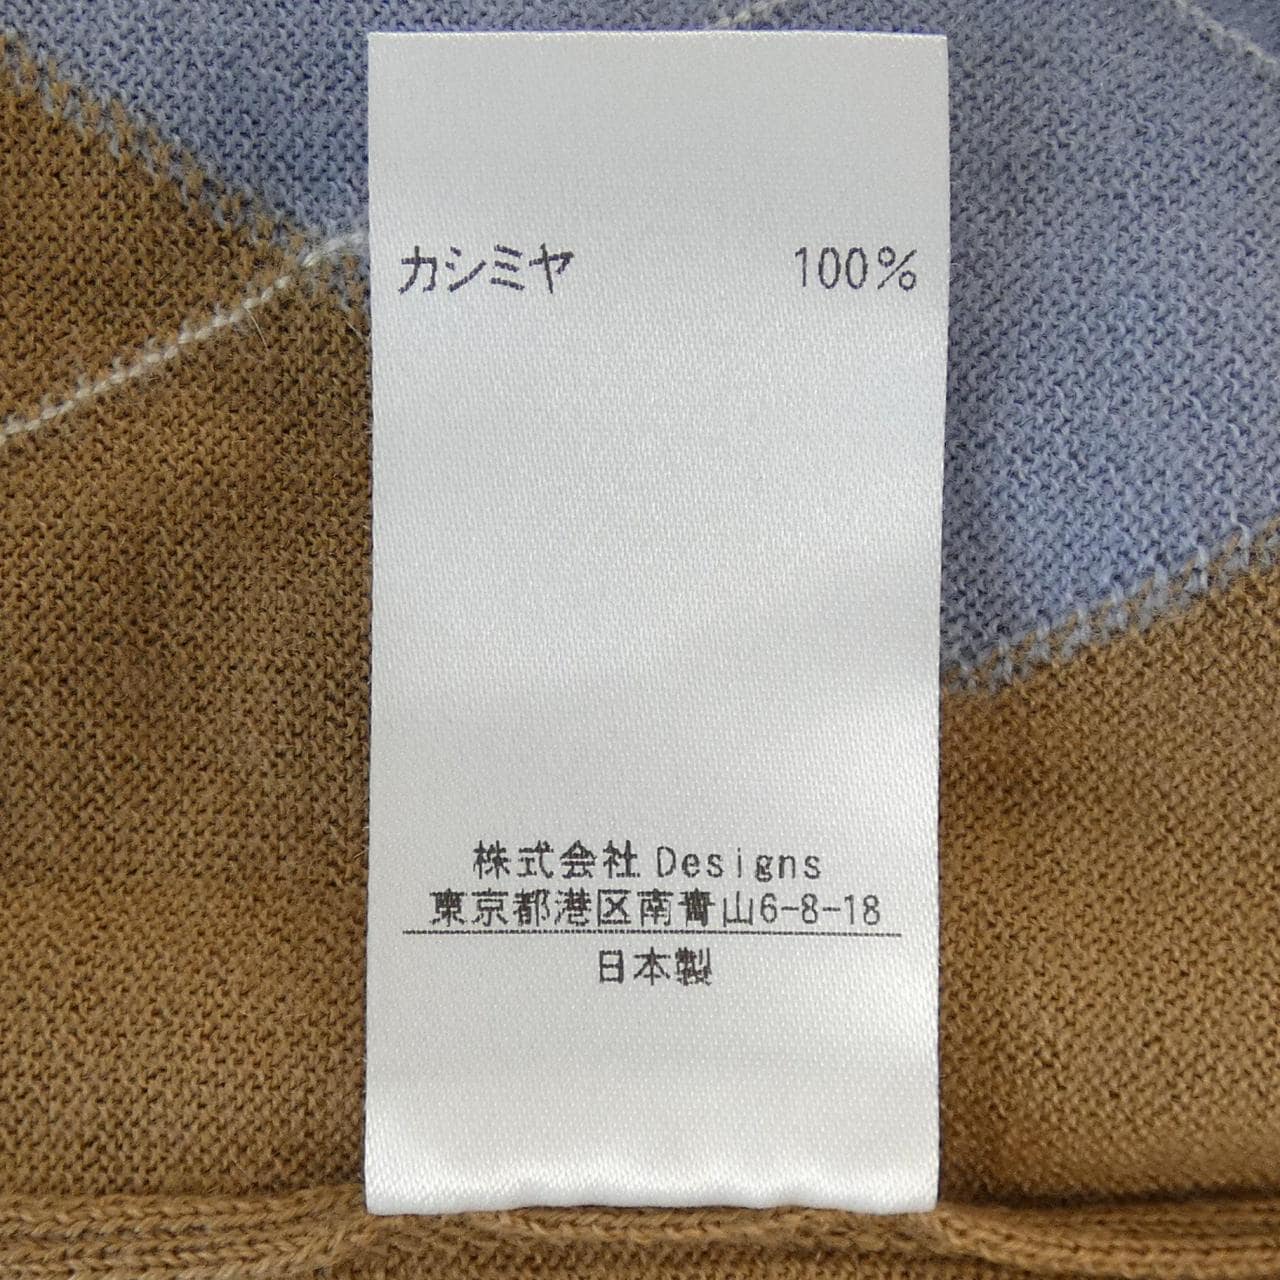 カシミヤ 100%
株式会社 Designs
東京都港区南青山6-8-18
日本製